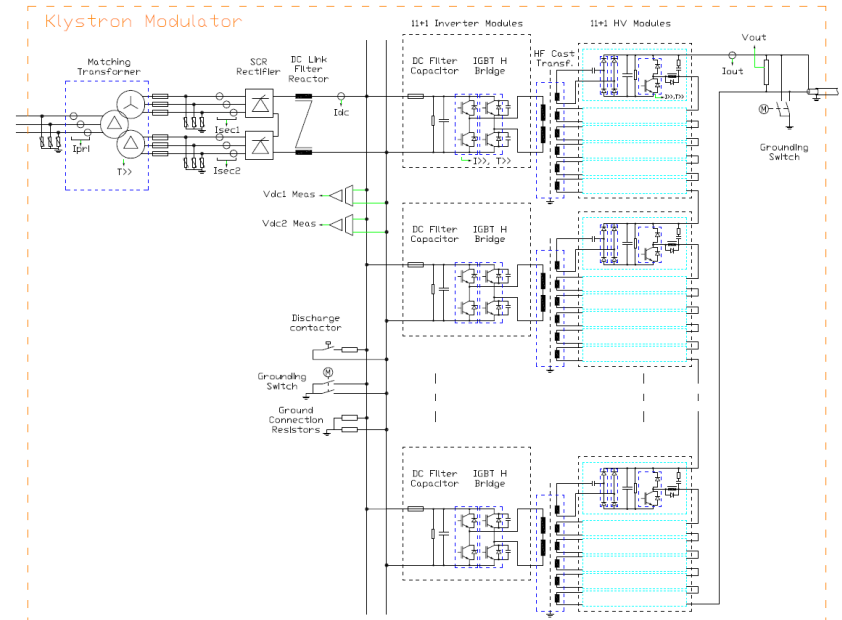 Klystron Modulator
11+1 Inverter Modules
11+1 HV Modules
Vout
Matching
Transformer
SCR
Rectifier
DC Link
Filter
Reactor
DC Filter
Capacitor
IGBT H
Bridge
HF Cast
Transf.
Iout
I>>,T>>
Idc
M
Ipri
Isec1
Grounding
Switch
T>>
Isec2
I>>, T>>
Vdc1 Meas
Vdc2 Meas
DC Filter
Capacitor
IGBT H
Bridge
Discharge
contactor
Grounding
Switch
M
Ground
Connection
Resistors
DC Filter
Capacitor
IGBT H
Bridge